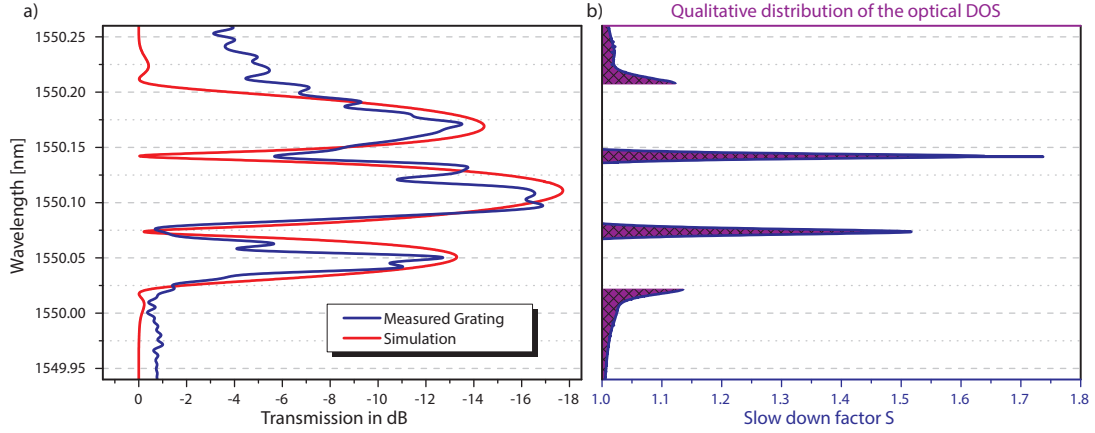 a)
b)
Qualitative distribution of the optical DOS
1550.25
1550.20
1550.15
1550.10
1550.05
1550.00
1549.95
Wavelength [nm]
Measured Grating
Simulation
0 -2 -4 -6 -8 -10 -12 -14 -16 -18
1.0 1.1 1.2 1.3 1.4 1.5 1.6 1.7 1.8
Transmission in dB
Slow down factor S